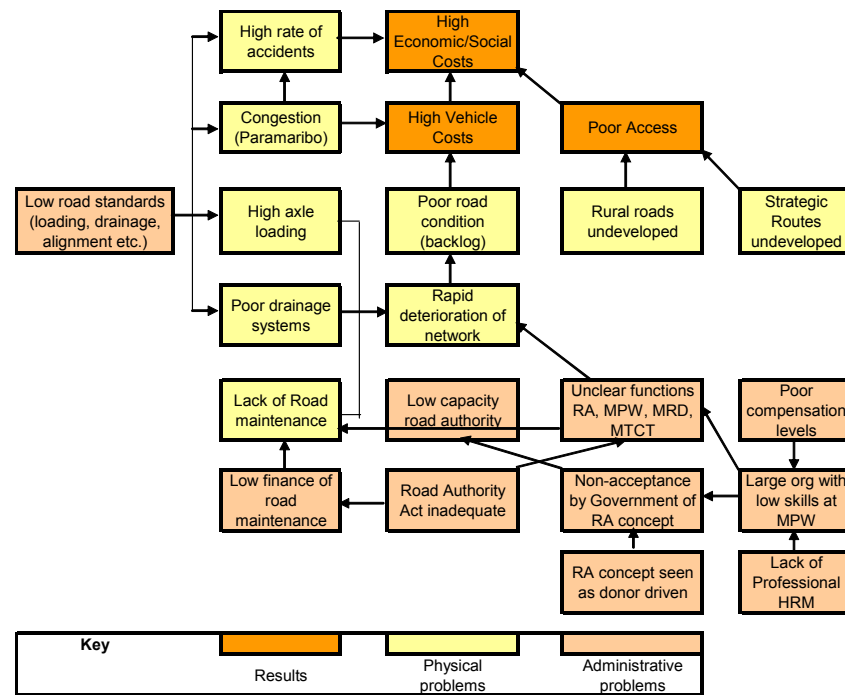 High rate of
accidents
High
Economic/Social
Costs
Congestion
(Paramaribo)
High Vehicle
Costs
Poor Access
Low road standards
(loading, drainage,
alignment etc.)
High axle
loading
Poor road
condition
(backlog)
Rural roads
undeveloped
Strategic
Routes
undeveloped
Poor drainage
systems
Rapid
deterioration of
network
Lack of Road
maintenance
Low capacity
road authority
Unclear functions
RA, MPW, MRD,
MTCT
Poor
compensation
levels
Low finance of
road
maintenance
Road Authority
Act inadequate
Non-acceptance
by Government of
RA concept
Large org with
low skills at
MPW
RA concept seen
as donor driven
Lack of
Professional
HRM
Key
Results
Physical
problems
Administrative
problems